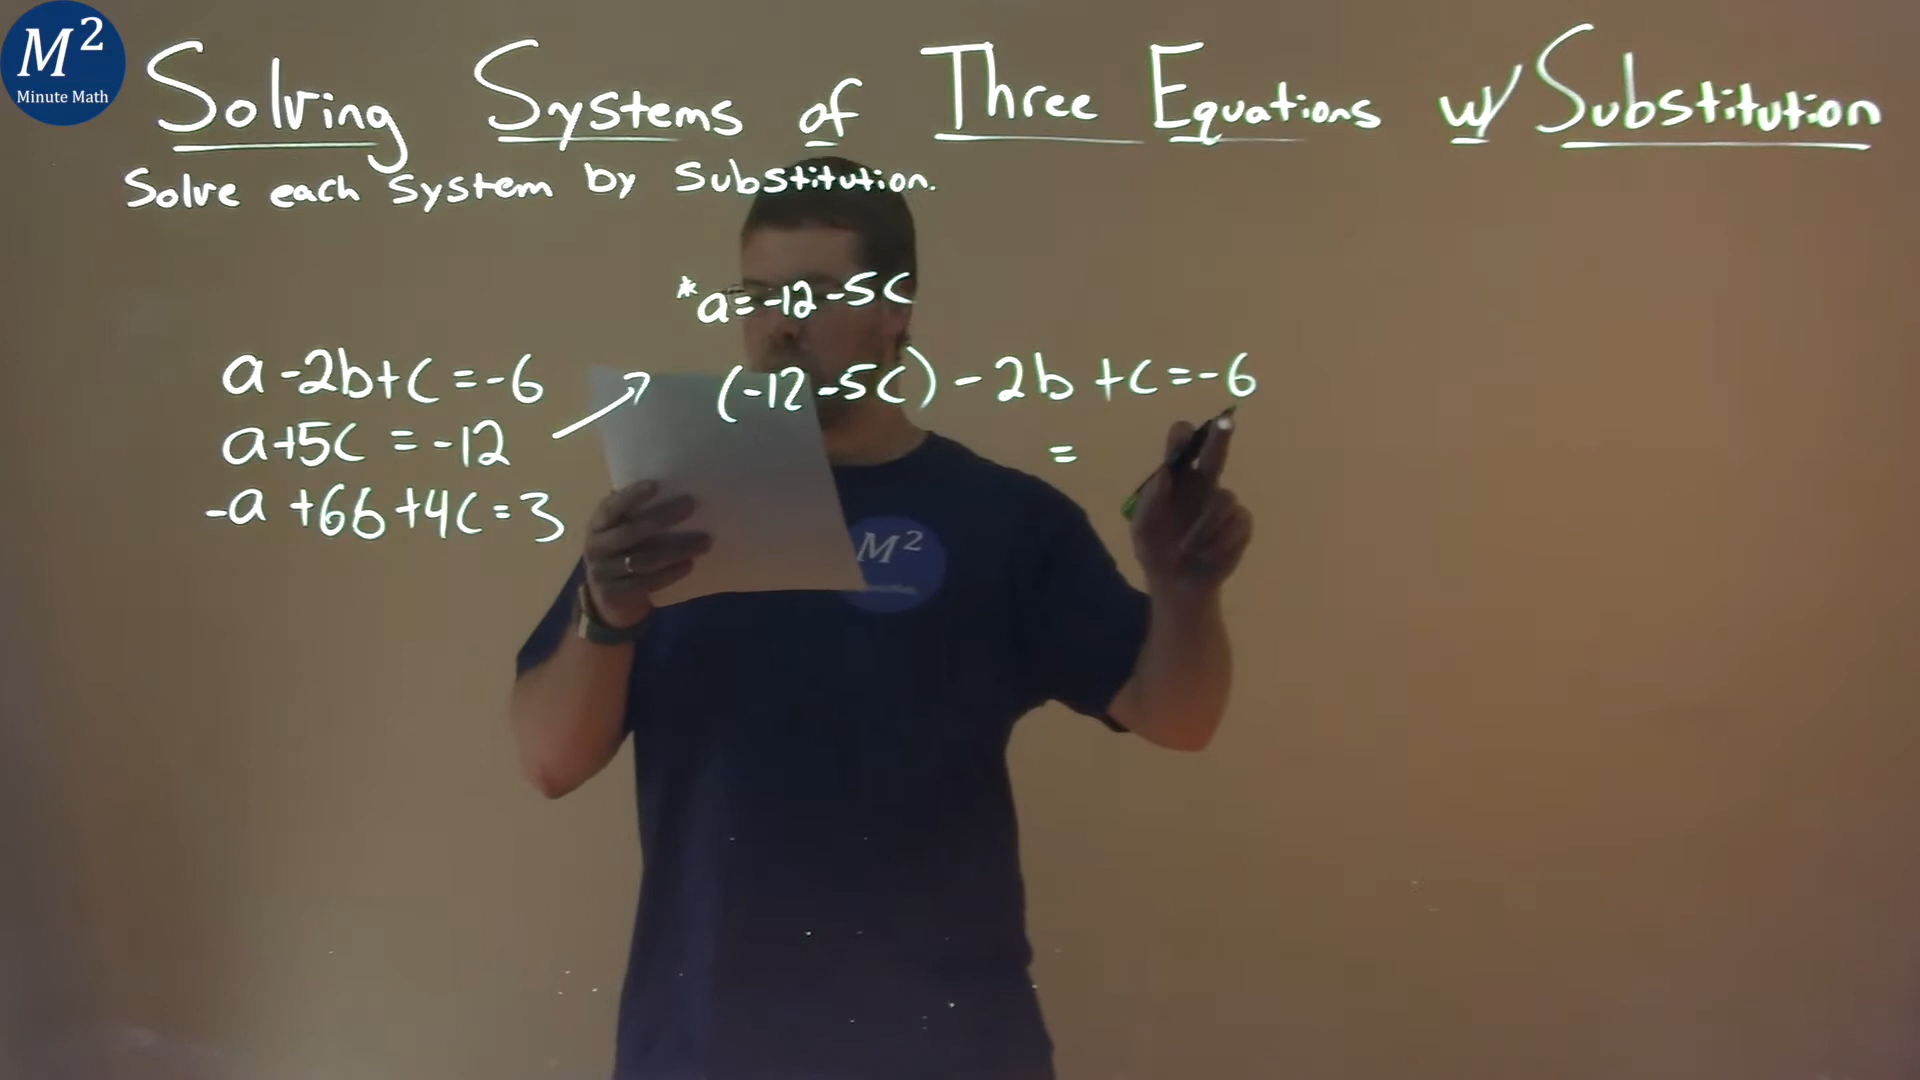 M²
Minute Math
Solving Systems of Three Equations w/ Substitution
Solve each system by substitution.
*a=-12-5c
a-2b+c=-6
(-12-5c)-2b+c=-6
a+5c=-12
=
-a+6b+4c=3
M²